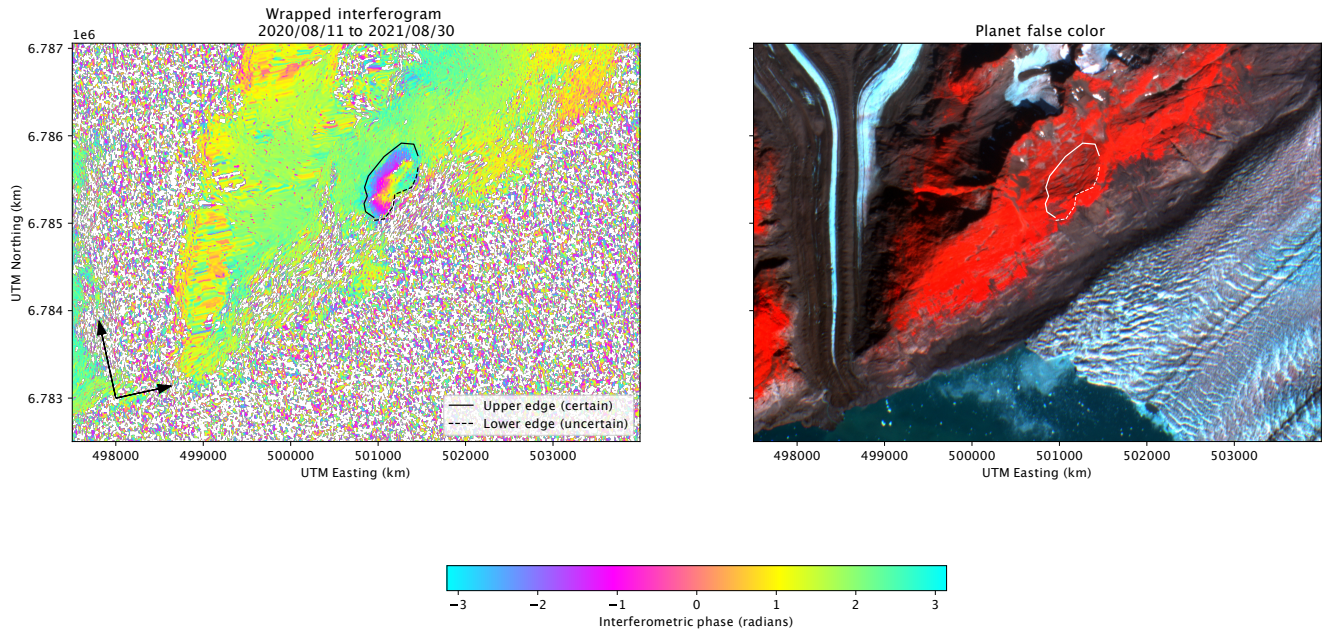 Wrapped interferogram
2020/08/11 to 2021/08/30
1e6
6.787
6.786
6.785
6.784
6.783
UTM Northing (km)
498000 499000 500000 501000 502000 503000
UTM Easting (km)
Upper edge (certain)
Lower edge (uncertain)
Planet false color
498000 499000 500000 501000 502000 503000
UTM Easting (km)
−3 −2 −1 0 1 2 3
Interferometric phase (radians)